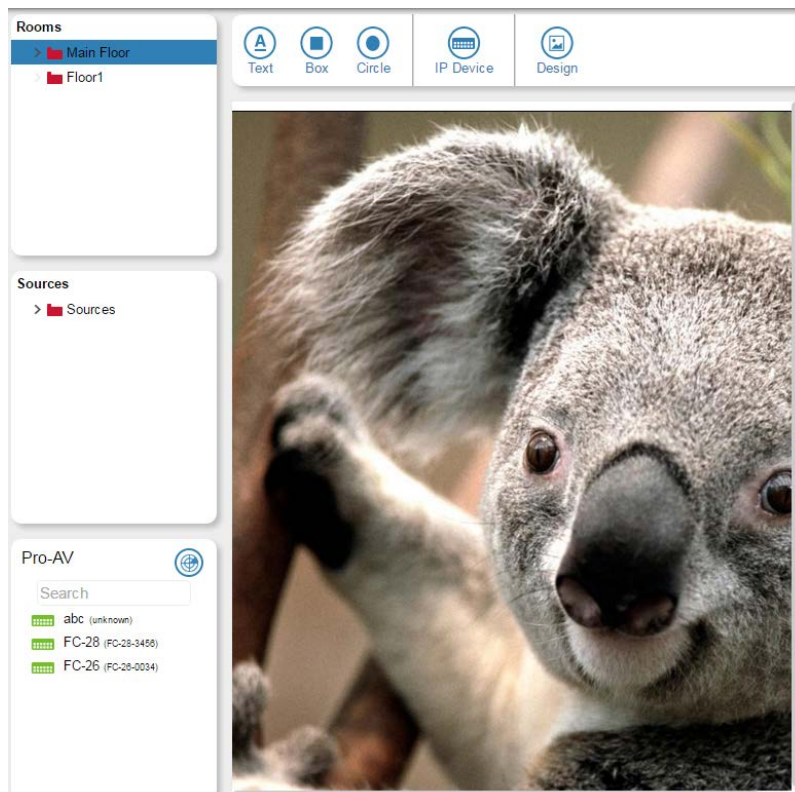 Rooms
Main Floor
Floor1
Text Box Circle IP Device Design
Sources
Sources
Pro-AV
Search
abc (unknown)
FC-28 (FC-28-3456)
FC-26 (FC-26-0034)